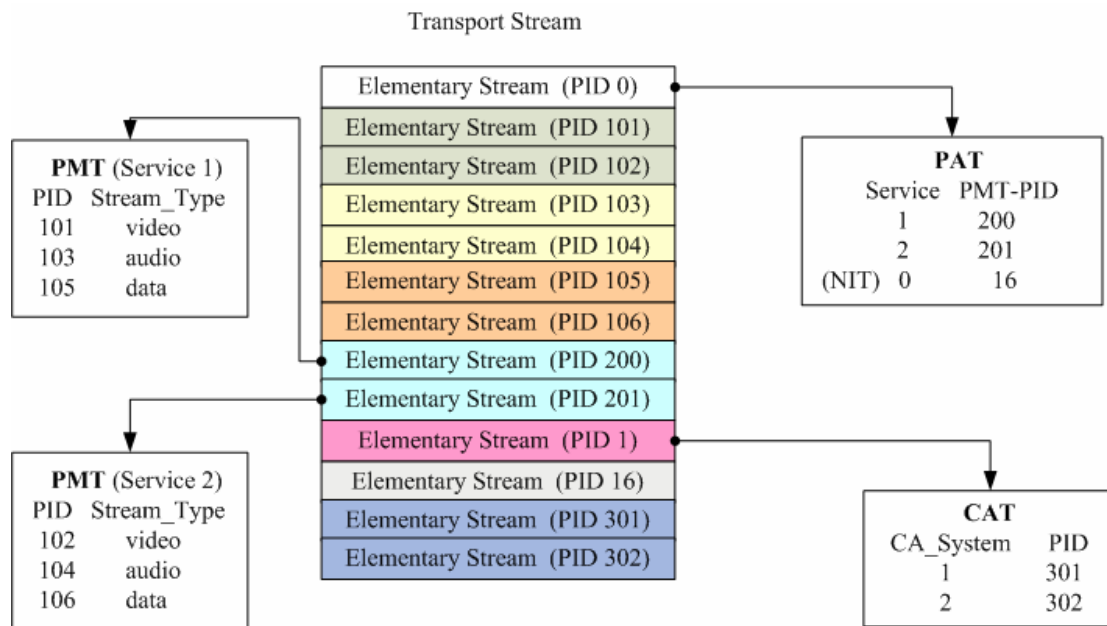 Transport Stream
Elementary Stream (PID 0)
Elementary Stream (PID 101)
Elementary Stream (PID 102)
Elementary Stream (PID 103)
Elementary Stream (PID 104)
Elementary Stream (PID 105)
Elementary Stream (PID 106)
Elementary Stream (PID 200)
Elementary Stream (PID 201)
Elementary Stream (PID 1)
Elementary Stream (PID 16)
Elementary Stream (PID 301)
Elementary Stream (PID 302)
PMT (Service 1)
PID Stream_Type
101 video
103 audio
105 data
PMT (Service 2)
PID Stream_Type
102 video
104 audio
106 data
PAT
Service PMT-PID
1 200
2 201
(NIT) 0 16
CAT
CA_System PID
1 301
2 302